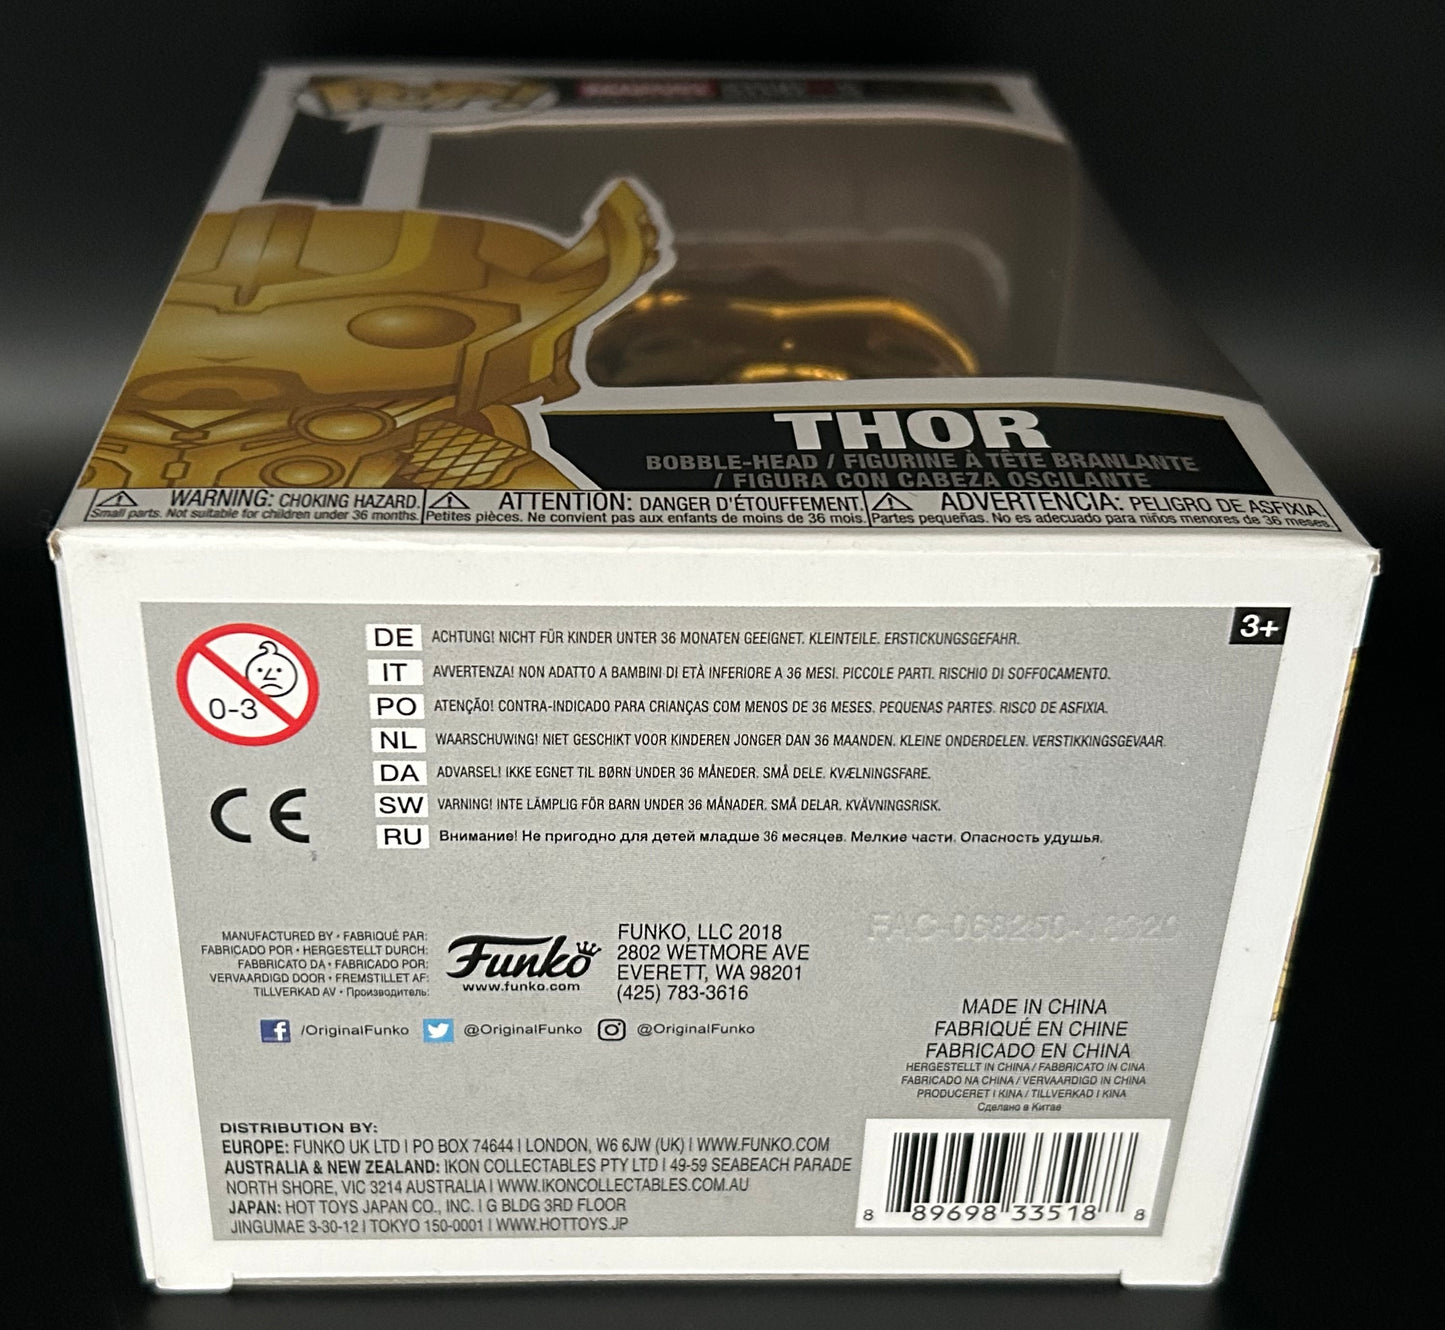 POP!
MARVEL STUDIOS
THOR
BOBBLE-HEAD / FIGURINE À TÊTE BRANLANTE
/ FIGURA CON CABEZA OSCILANTE
WARNING: CHOKING HAZARD.
Small parts. Not suitable for children under 36 months.
ATTENTION: DANGER D'ÉTOUFFEMENT.
Petites pièces. Ne convient pas aux enfants de moins de 36 mois.
ADVERTENCIA: PELIGRO DE ASFIXIA.
Partes pequeñas. No es adecuado para niños menores de 36 meses.
3+
0-3
DE ACHTUNG! NICHT FÜR KINDER UNTER 36 MONATEN GEEIGNET. KLEINTEILE. ERSTICKUNGSGEFAHR.
IT AVVERTENZA! NON ADATTO A BAMBINI DI ETÀ INFERIORE A 36 MESI. PICCOLE PARTI. RISCHIO DI SOFFOCAMENTO.
PO ATENÇÃO! CONTRA-INDICADO PARA CRIANÇAS COM MENOS DE 36 MESES. PEQUENAS PARTES. RISCO DE ASFIXIA.
NL WAARSCHUWING! NIET GESCHIKT VOOR KINDEREN JONGER DAN 36 MAANDEN. KLEINE ONDERDELEN. VERSTIKKINGSGEVAAR.
DA ADVARSEL! IKKE EGNET TIL BØRN UNDER 36 MÅNEDER. SMÅ DELE. KVÆLNINGSFARE.
SW VARNING! INTE LÄMPLIG FÖR BARN UNDER 36 MÅNADER. SMÅ DELAR. KVÄVNINGSRISK.
RU Внимание! Не пригодно для детей младше 36 месяцев. Мелкие части. Опасность удушья.
CE
MANUFACTURED BY • FABRIQUÉ PAR:
FABRICADO POR • HERGESTELLT DURCH:
FABBRICATO DA • FABRICADO POR:
VERVAARDIGD DOOR • FREMSTILLET AF:
TILLVERKAD AV • Производитель:
Funko
www.funko.com
FUNKO, LLC 2018
2802 WETMORE AVE
EVERETT, WA 98201
(425) 783-3616
/OriginalFunko @OriginalFunko @OriginalFunko
MADE IN CHINA
FABRIQUÉ EN CHINE
FABRICADO EN CHINA
HERGESTELLT IN CHINA / FABBRICATO IN CINA
FABRICADO NA CHINA / VERVAARDIGD IN CHINA
PRODUCERET I KINA / TILLVERKAD I KINA
Сделано в Китае
DISTRIBUTION BY:
EUROPE: FUNKO UK LTD | PO BOX 74644 | LONDON, W6 6JW (UK) | WWW.FUNKO.COM
AUSTRALIA & NEW ZEALAND: IKON COLLECTABLES PTY LTD | 49-59 SEABEACH PARADE
NORTH SHORE, VIC 3214 AUSTRALIA | WWW.IKONCOLLECTABLES.COM.AU
JAPAN: HOT TOYS JAPAN CO., INC. | G BLDG 3RD FLOOR
JINGUMAE 3-30-12 | TOKYO 150-0001 | WWW.HOTTOYS.JP
8 89698 33518 8